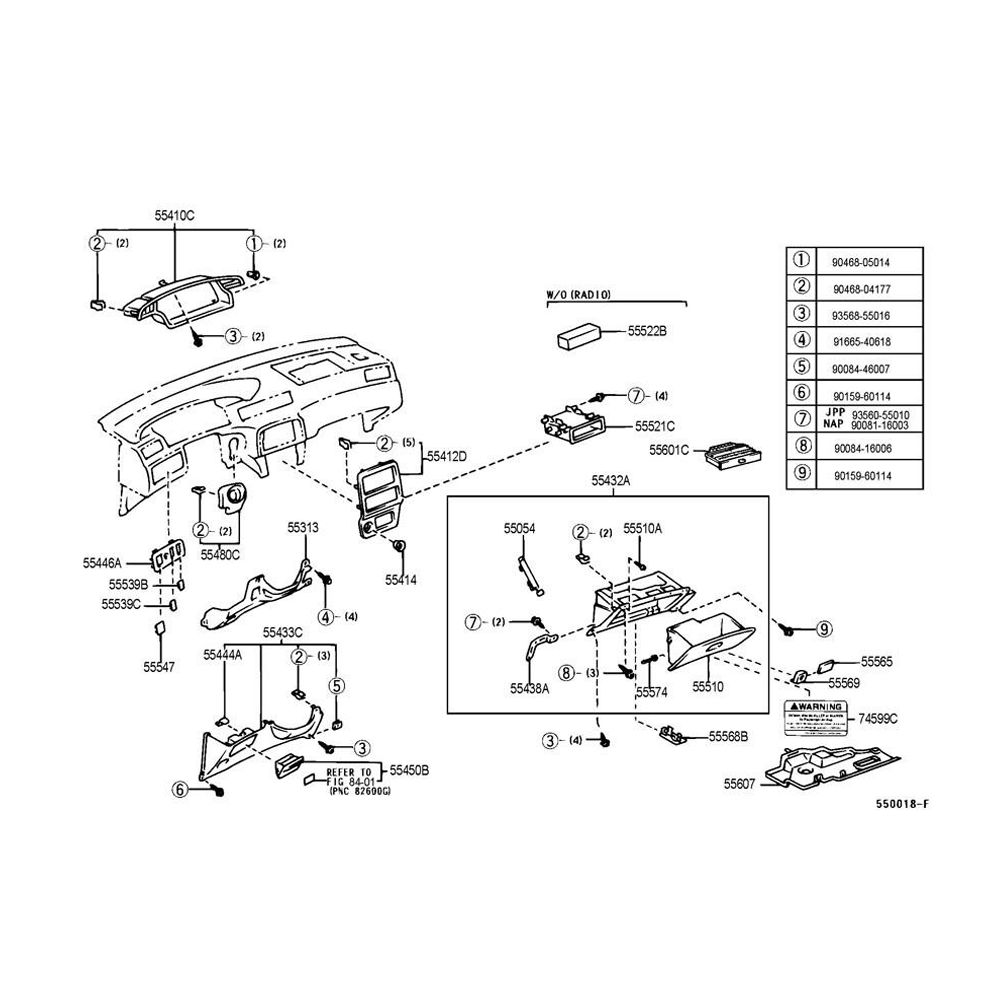 55410C
② - (2)
① - (2)
③ - (2)
W/O (RADIO)
55522B
⑦ - (4)
55521C
55601C
② - (5)
55412D
55432A
② - (2)
55480C
55313
55414
55446A
55539B
55539C
55547
④ - (4)
55054
② - (2)
55510A
⑦ - (2)
55438A
⑧ - (3)
55574
55510
⑨
55565
55569
③ - (4)
55568B
⚠WARNING
74599C
55607
55433C
55444A
② - (3)
⑤
③
REFER TO
FIG 84-01
(PNC 82690G)
55450B
⑥
① 90468-05014
② 90468-04177
③ 93568-55016
④ 91665-40618
⑤ 90084-46007
⑥ 90159-60114
⑦ JPP 93560-55010
NAP 90081-16003
⑧ 90084-16006
⑨ 90159-60114
550018-F